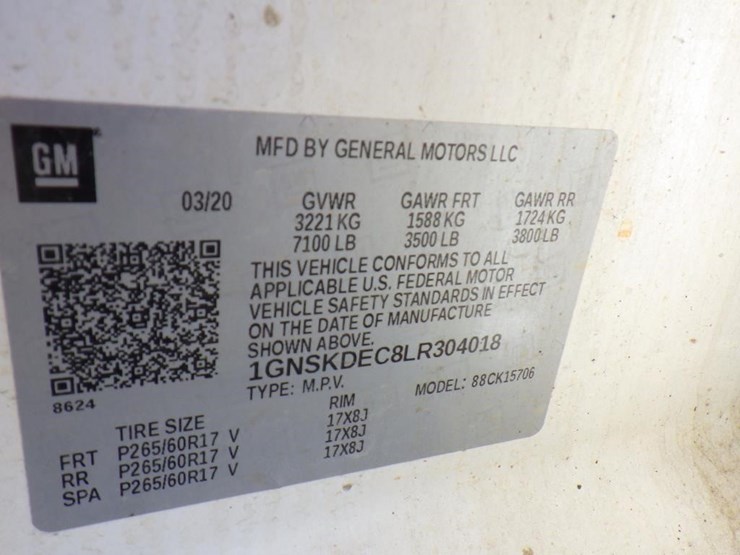 GM
MFD BY GENERAL MOTORS LLC
03/20 GVWR GAWR FRT GAWR RR
3221 KG 1588 KG 1724 KG
7100 LB 3500 LB 3800 LB
THIS VEHICLE CONFORMS TO ALL
APPLICABLE U.S. FEDERAL MOTOR
VEHICLE SAFETY STANDARDS IN EFFECT
ON THE DATE OF MANUFACTURE
SHOWN ABOVE.
1GNSKDEC8LR304018
TYPE: M.P.V. MODEL: 88CK15706
8624
TIRE SIZE RIM
FRT P265/60R17 V 17X8J
RR P265/60R17 V 17X8J
SPA P265/60R17 V 17X8J